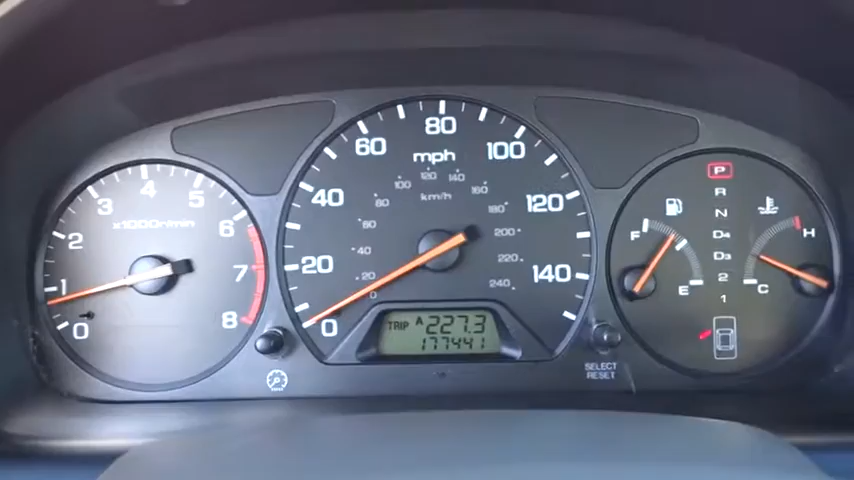 0 1 2 3 4 5 6 7 8
x1000r/min
0 20 40 60 80 100 120 140
mph
km/h
0 20 40 60 80 100 120 140 160 180 200 220 240
TRIP A 227.3
177441
SELECT
RESET
F
E
P
R
N
D4
D3
2
1
H
C